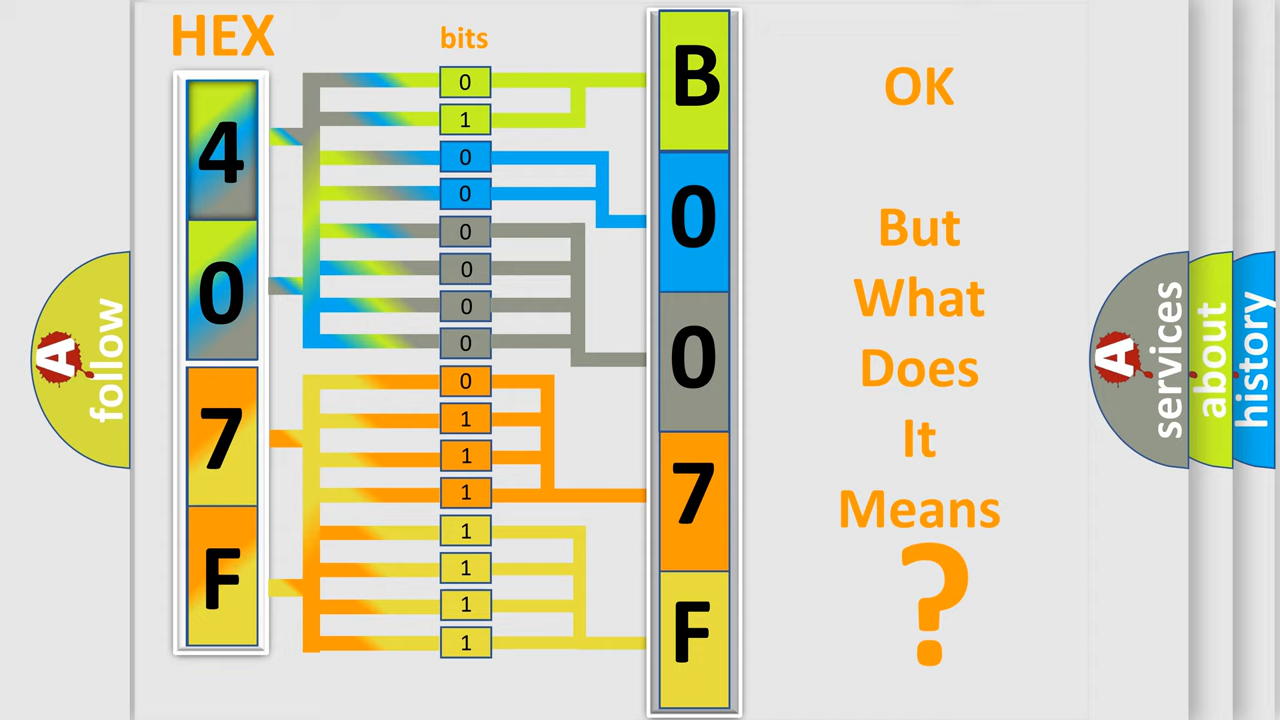 HEX
bits
4
0
7
F
0
1
0
0
0
0
0
0
0
1
1
1
1
1
1
1
B
0
0
7
F
OK
But
What
Does
It
Means
?
A
follow
A
services
about
history